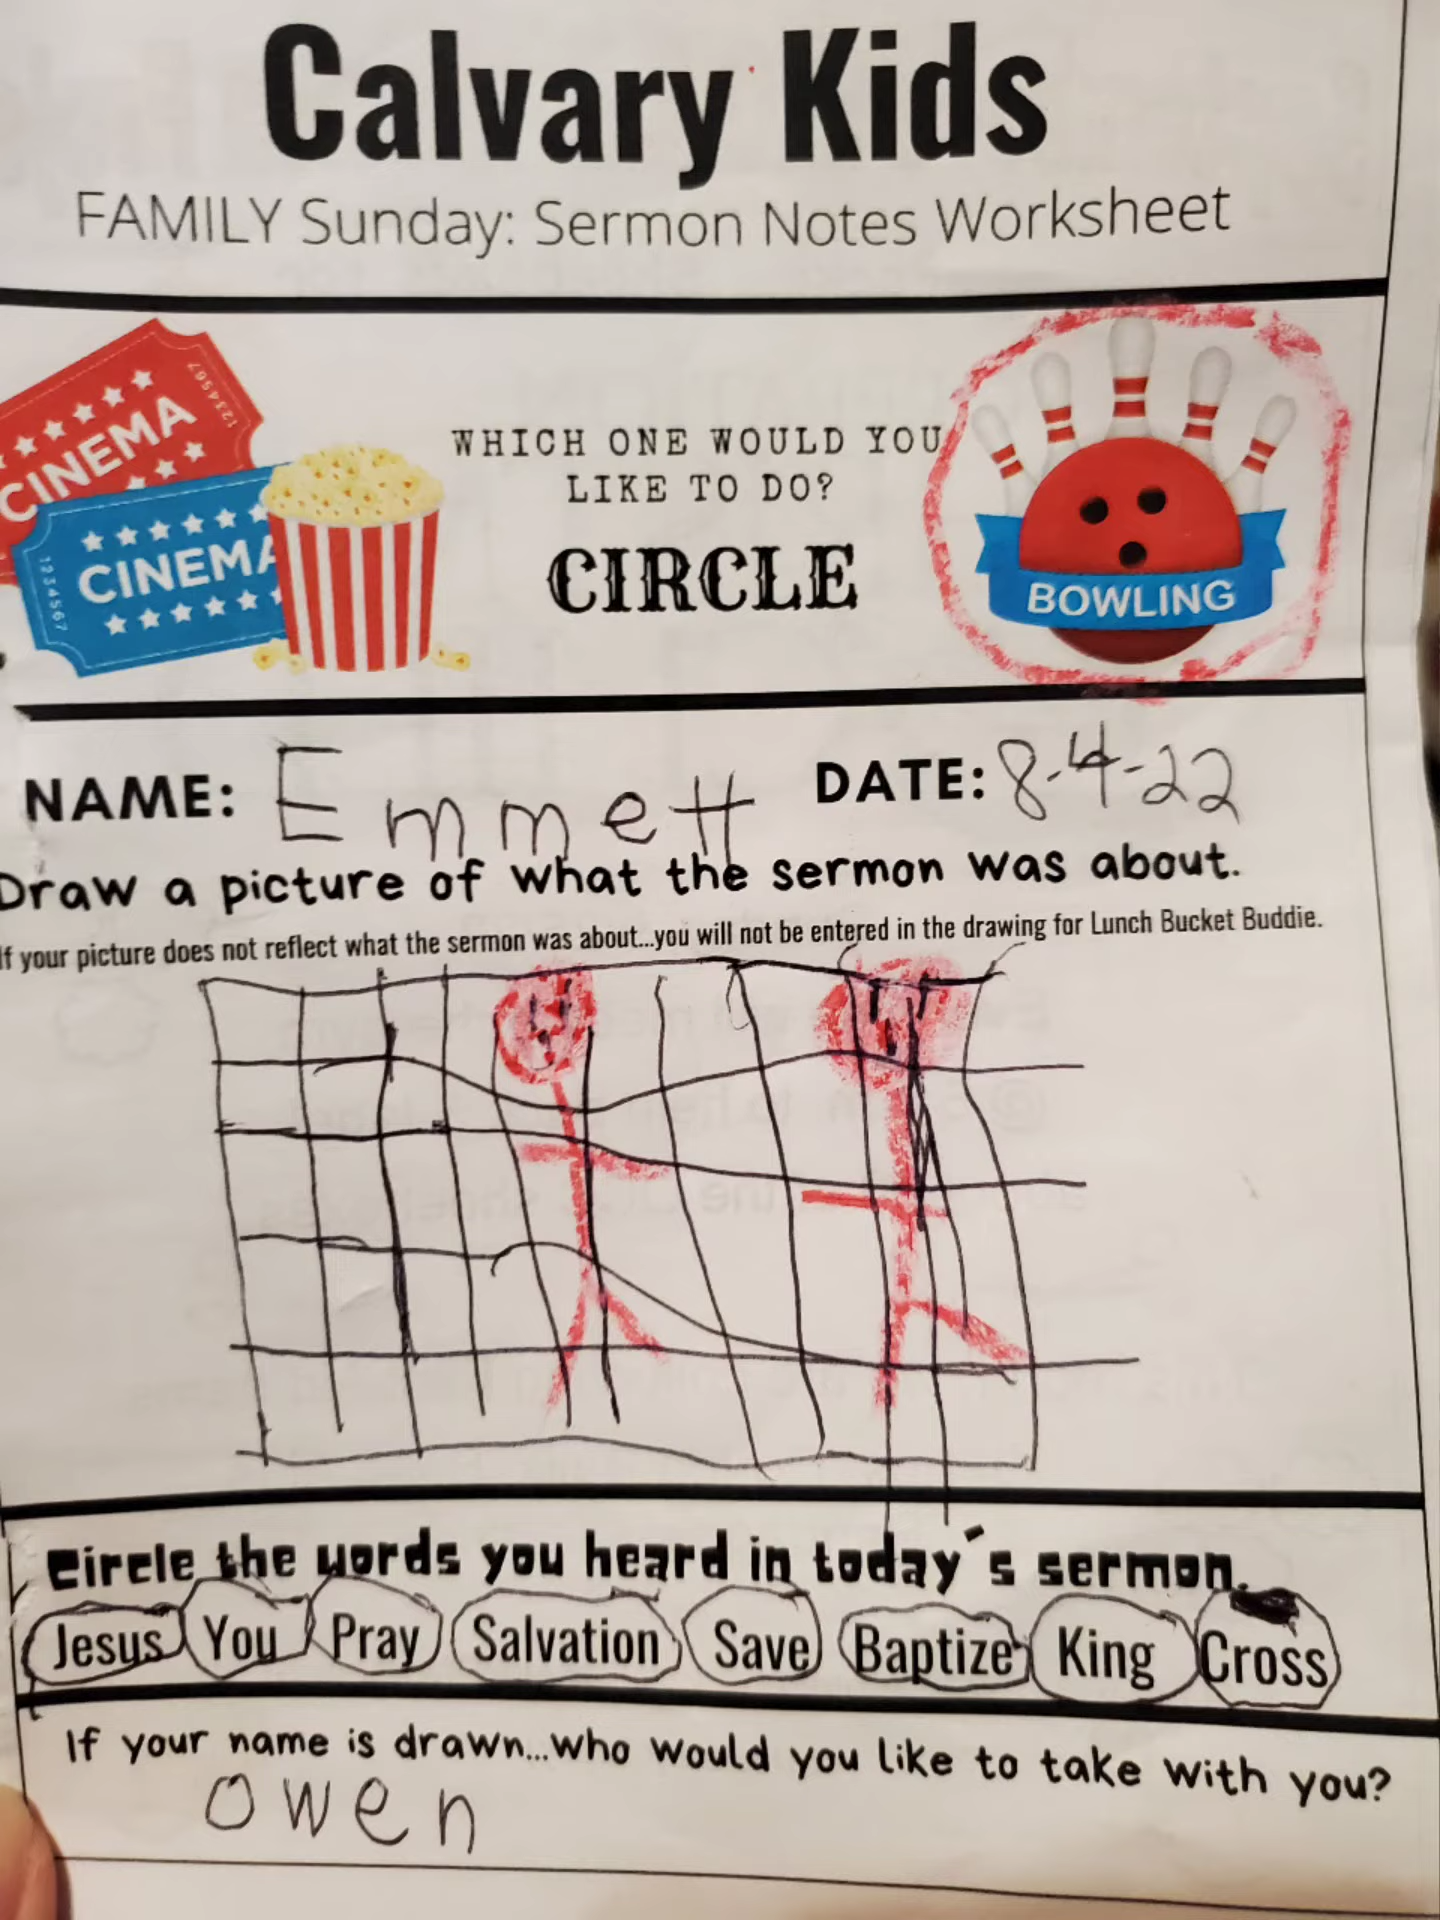 Calvary Kids
FAMILY Sunday: Sermon Notes Worksheet
CINEMA
1234567
CINEMA
1234567
WHICH ONE WOULD YOU
LIKE TO DO?
CIRCLE
BOWLING
NAME: Emmett DATE: 8-4-22
Draw a picture of what the sermon was about.
If your picture does not reflect what the sermon was about...you will not be entered in the drawing for Lunch Bucket Buddie.
Circle the words you heard in today's sermon.
Jesus You Pray Salvation Save Baptize King Cross
If your name is drawn...who would you like to take with you?
Owen